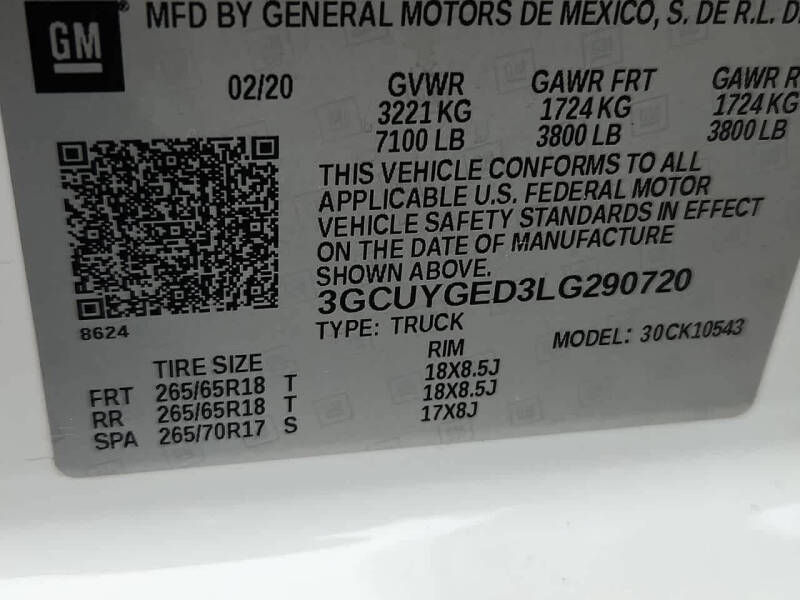 GM
MFD BY GENERAL MOTORS DE MEXICO, S. DE R.L.
02/20 GVWR GAWR FRT GAWR
3221 KG 1724 KG 1724 KG
7100 LB 3800 LB 3800 LB
THIS VEHICLE CONFORMS TO ALL
APPLICABLE U.S. FEDERAL MOTOR
VEHICLE SAFETY STANDARDS IN EFFECT
ON THE DATE OF MANUFACTURE
SHOWN ABOVE.
3GCUYGED3LG290720
8624
TYPE: TRUCK MODEL: 30CK10543
TIRE SIZE RIM
FRT 265/65R18 T 18X8.5J
RR 265/65R18 T 18X8.5J
SPA 265/70R17 S 17X8J